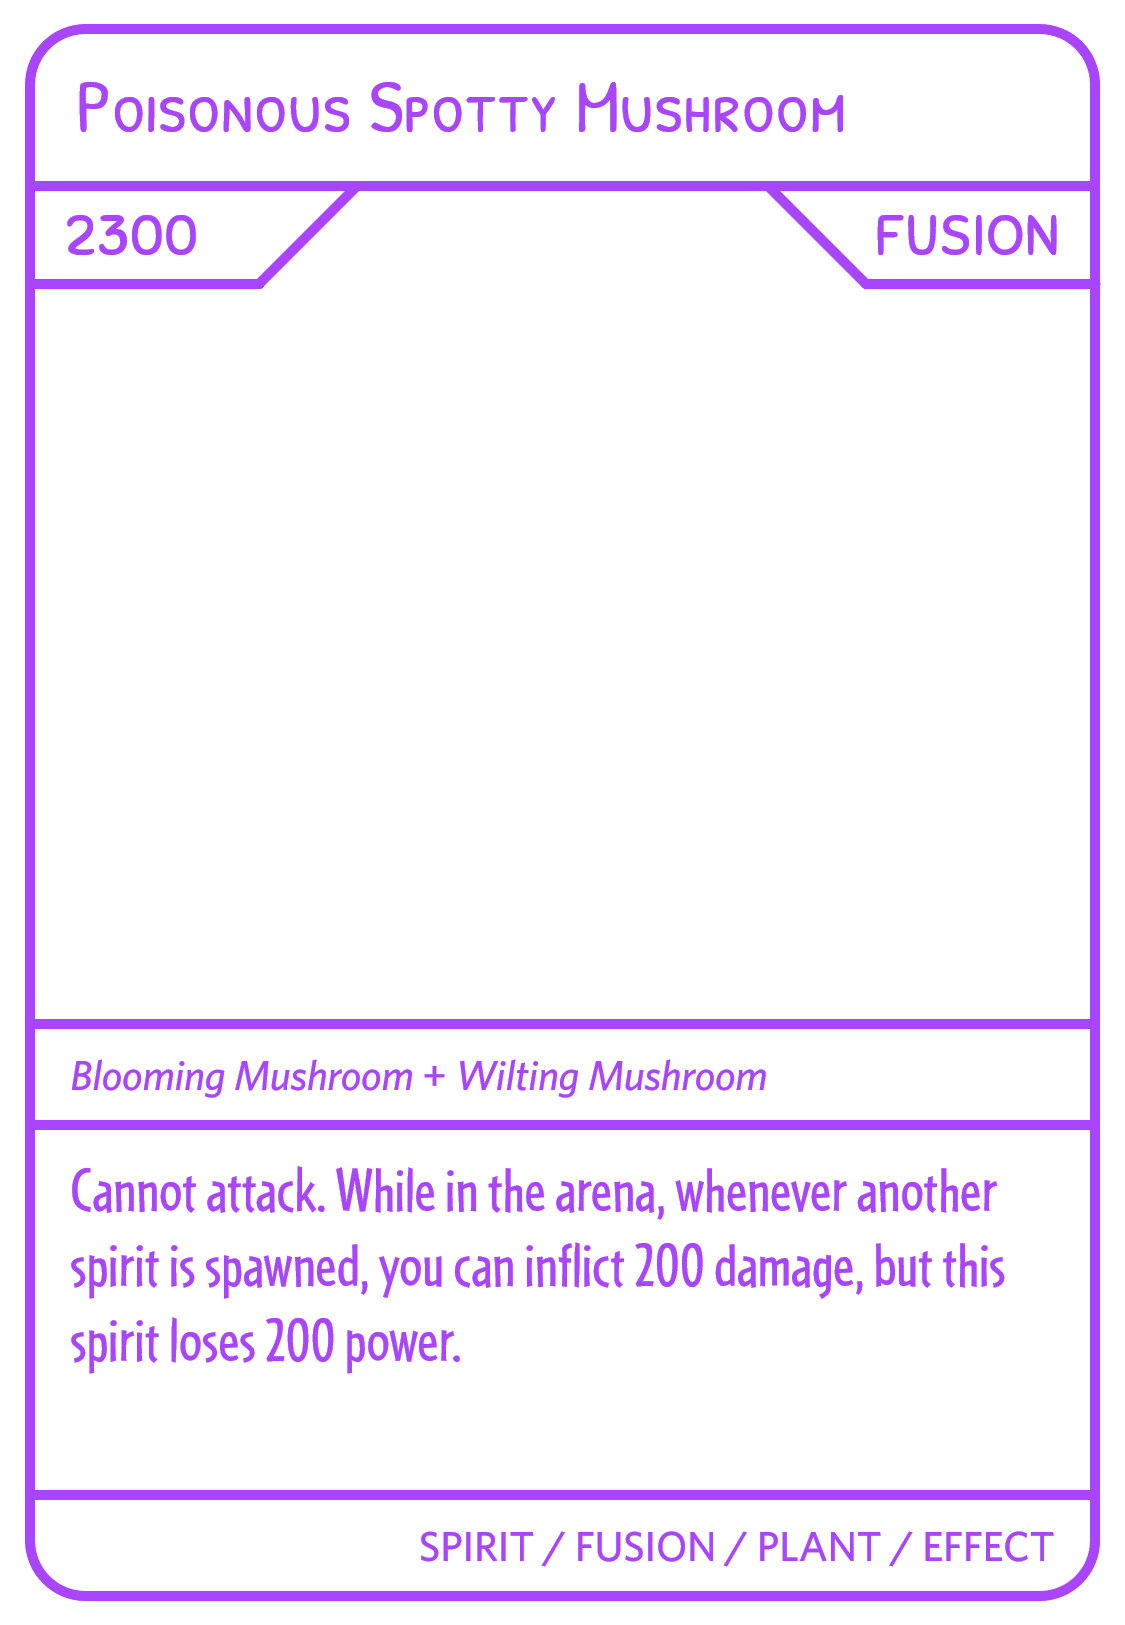 Poisonous Spotty Mushroom
2300
FUSION
Blooming Mushroom + Wilting Mushroom
Cannot attack. While in the arena, whenever another
spirit is spawned, you can inflict 200 damage, but this
spirit loses 200 power.
SPIRIT / FUSION / PLANT / EFFECT